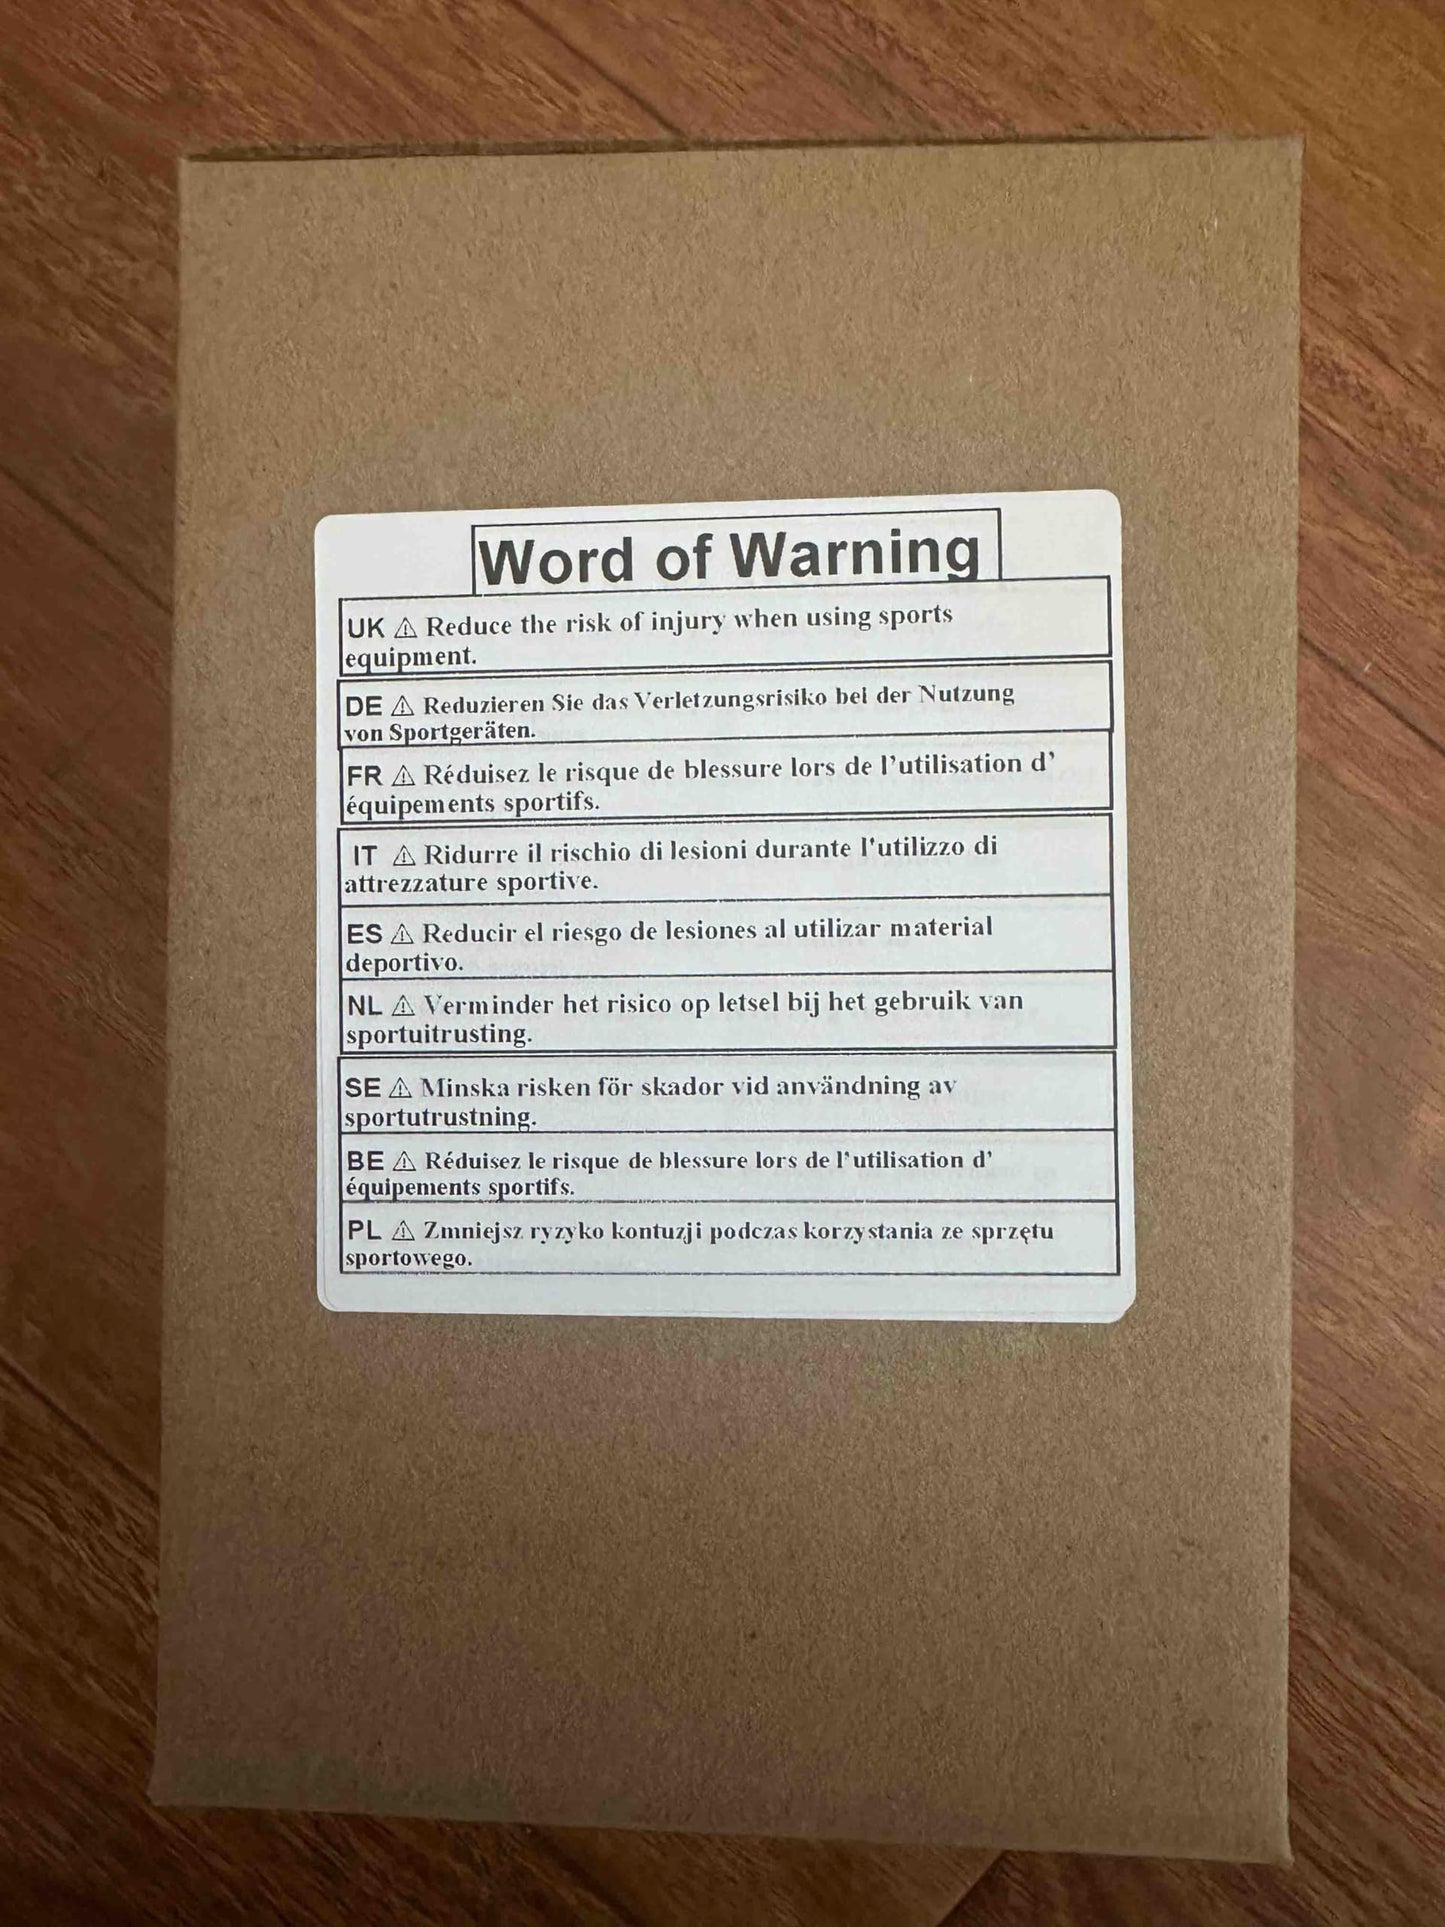 Word of Warning
UK ⚠ Reduce the risk of injury when using sports
equipment.
DE ⚠ Reduzieren Sie das Verletzungsrisiko bei der Nutzung
von Sportgeräten.
FR ⚠ Réduisez le risque de blessure lors de l’utilisation d’
équipements sportifs.
IT ⚠ Ridurre il rischio di lesioni durante l'utilizzo di
attrezzature sportive.
ES ⚠ Reducir el riesgo de lesiones al utilizar material
deportivo.
NL ⚠ Verminder het risico op letsel bij het gebruik van
sportuitrusting.
SE ⚠ Minska risken för skador vid användning av
sportutrustning.
BE ⚠ Réduisez le risque de blessure lors de l’utilisation d’
équipements sportifs.
PL ⚠ Zmniejsz ryzyko kontuzji podczas korzystania ze sprzętu
sportowego.